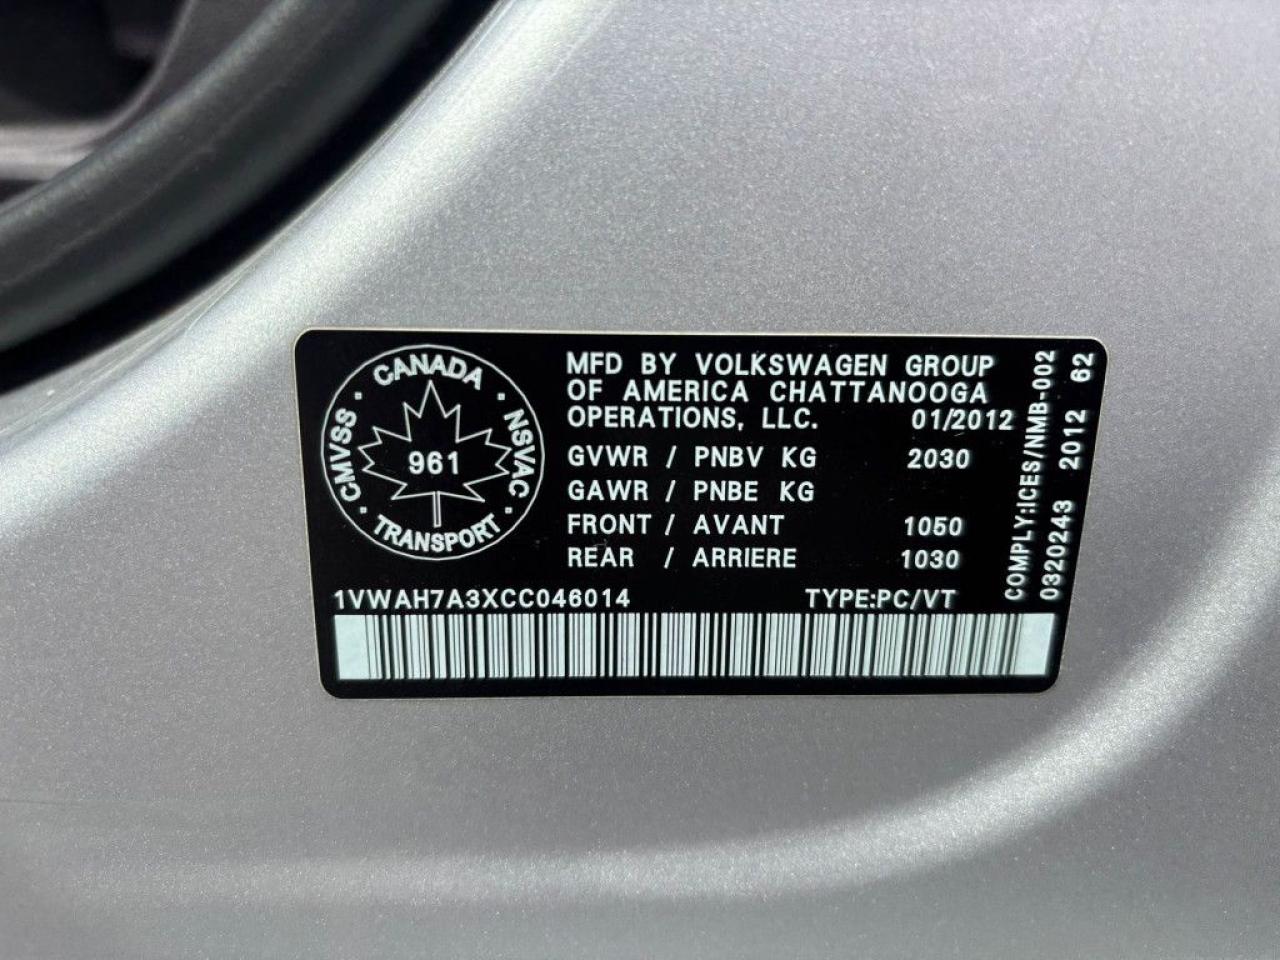 CANADA
CMVSS · NSVAC
961
TRANSPORT
MFD BY VOLKSWAGEN GROUP
OF AMERICA CHATTANOOGA
OPERATIONS, LLC. 01/2012
GVWR / PNBV KG 2030
GAWR / PNBE KG
FRONT / AVANT 1050
REAR / ARRIERE 1030
1VWAH7A3XCC046014 TYPE:PC/VT
COMPLY:ICES/NMB-002
03202043 2012 62